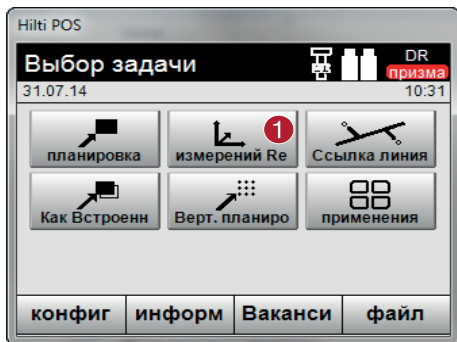 Hilti POS
Выбор задачи
DR
призма
31.07.14
10:31
планировка
измерений Re
1
Ссылка линия
Как Встроенн
Верт. планиро
применения
конфиг
информ
Ваканси
файл